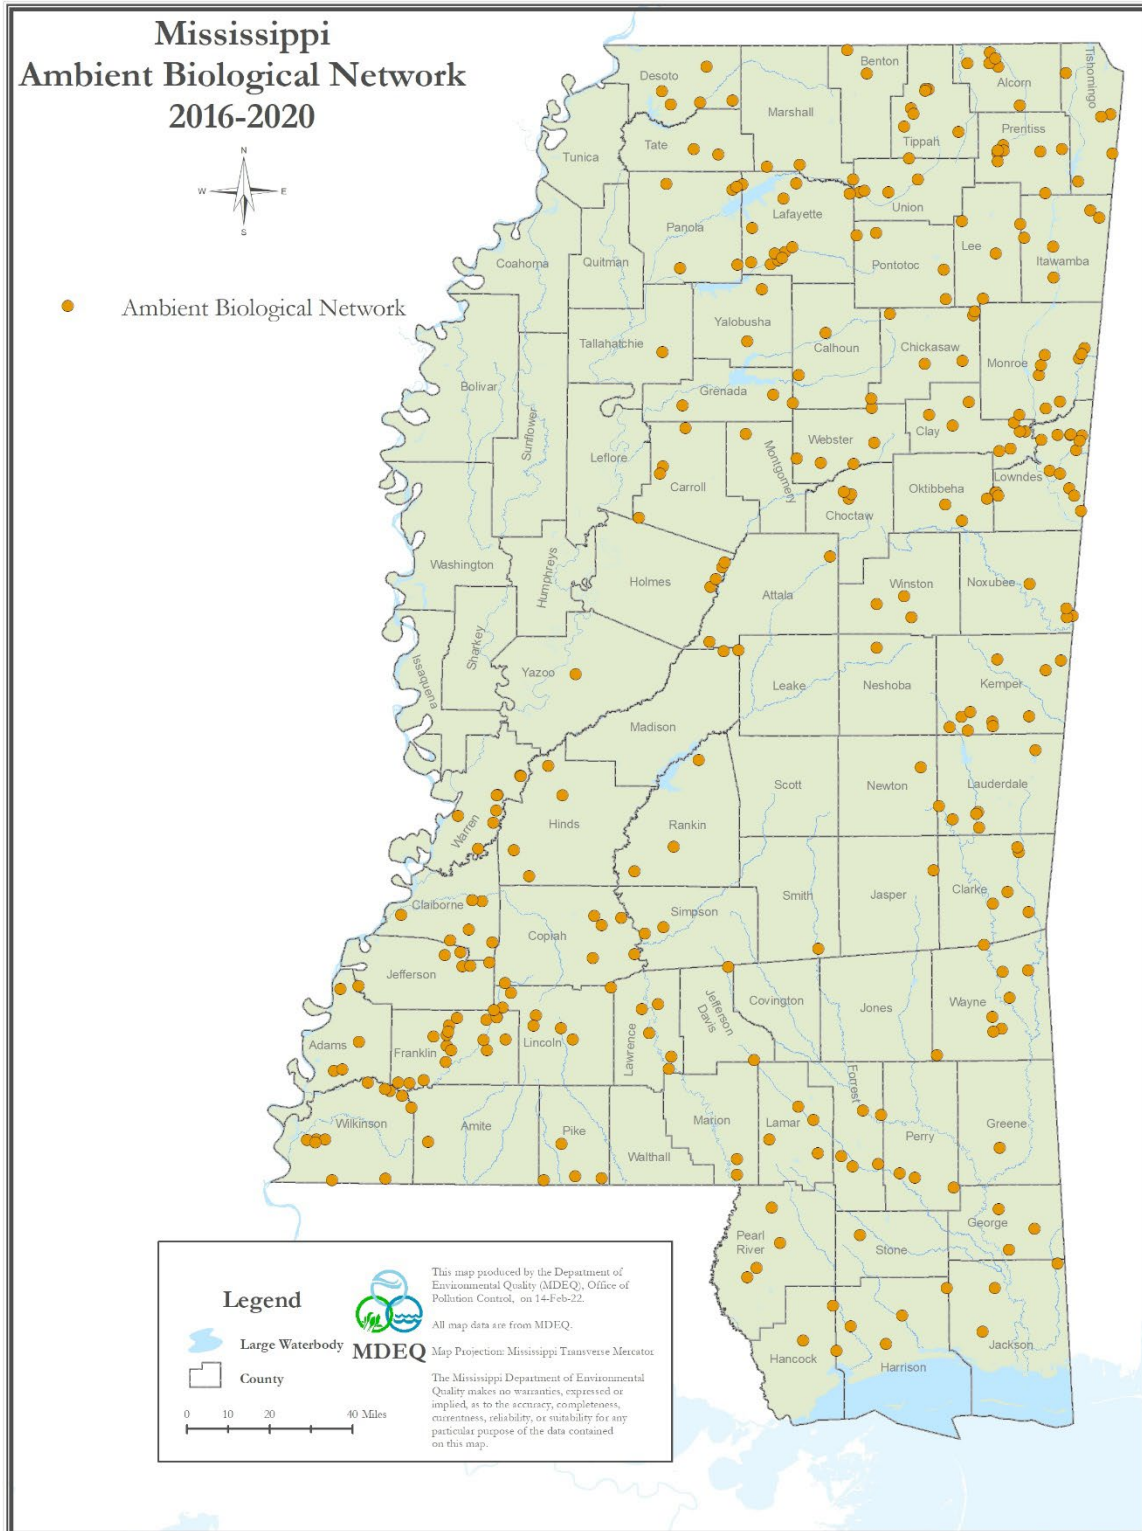 Mississippi
Ambient Biological Network
2016-2020
N
W
E
S
Ambient Biological Network
Desoto
Benton
Alcorn
Tishomingo
Marshall
Tate
Tippah
Prentiss
Tunica
Panola
Lafayette
Union
Coahoma
Quitman
Pontotoc
Lee
Itawamba
Yalobusha
Tallahatchie
Calhoun
Chickasaw
Monroe
Bolivar
Sunflower
Grenada
Leflore
Carroll
Montgomery
Webster
Clay
Oktibbeha
Lowndes
Choctaw
Washington
Humphreys
Holmes
Attala
Winston
Noxubee
Sharkey
Issaquena
Yazoo
Leake
Neshoba
Kemper
Madison
Warren
Hinds
Rankin
Scott
Newton
Lauderdale
Claiborne
Copiah
Simpson
Smith
Jasper
Clarke
Jefferson
Jefferson
Davis
Covington
Jones
Wayne
Adams
Franklin
Lincoln
Lawrence
Forrest
Wilkinson
Amite
Pike
Walthall
Marion
Lamar
Perry
Greene
Pearl
River
Stone
George
Hancock
Harrison
Jackson
Legend
Large Waterbody
County
0 10 20 40 Miles
MDEQ
This map produced by the Department of
Environmental Quality (MDEQ), Office of
Pollution Control, on 14-Feb-22.
All map data are from MDEQ.
Map Projection: Mississippi Transverse Mercator
The Mississippi Department of Environmental
Quality makes no warranties, expressed or
implied, as to the accuracy, completeness,
currentness, reliability, or suitability for any
particular purpose of the data contained
on this map.